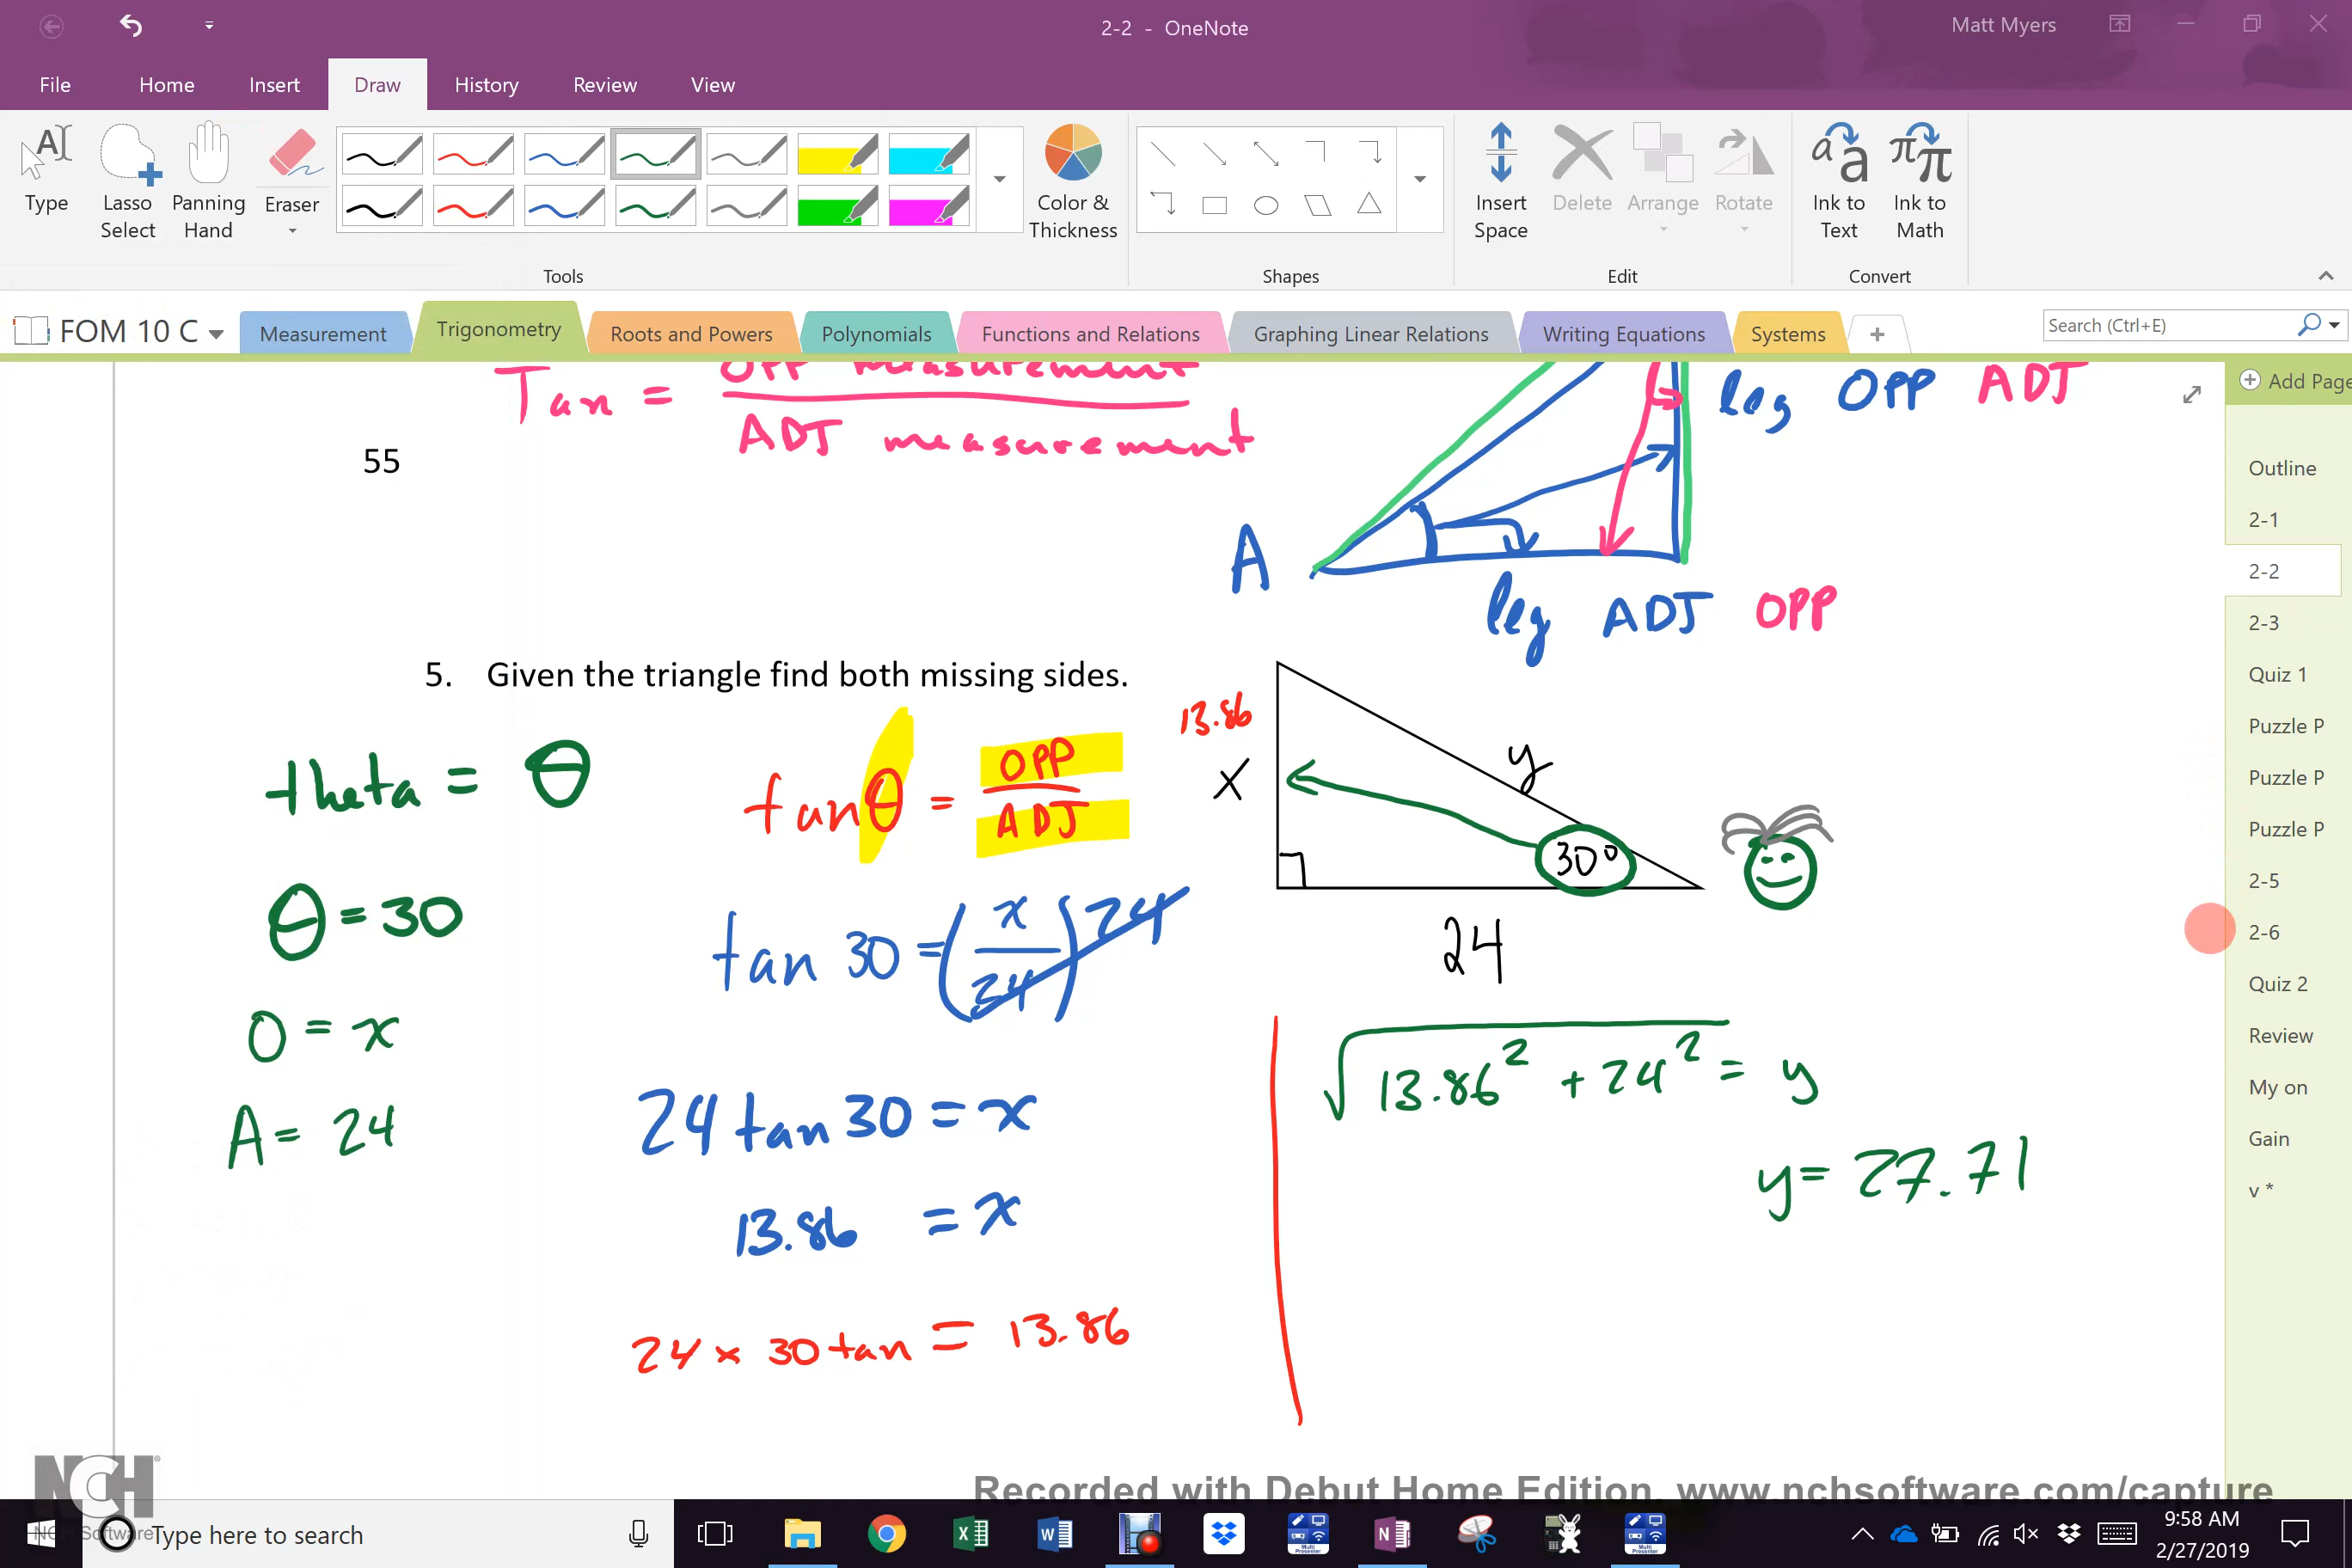 2-2 - OneNote
Matt Myers
File Home Insert Draw History Review View
Type
Lasso Select
Panning Hand
Eraser
Color & Thickness
Insert Space
Delete
Arrange
Rotate
Ink to Text
Ink to Math
Tools
Shapes
Edit
Convert
FOM 10 C
Measurement
Trigonometry
Roots and Powers
Polynomials
Functions and Relations
Graphing Linear Relations
Writing Equations
Systems
+
Search (Ctrl+E)
Tan = OPP measurement
ADJ measurement
55
leg OPP ADJ
A
leg ADJ OPP
5. Given the triangle find both missing sides.
theta = θ
θ = 30
O = x
A = 24
tan θ = OPP
ADJ
tan 30 = (x
24) 24
24 tan 30 = x
13.86 = x
24 × 30 tan = 13.86
13.86
x
y
30°
24
√13.86² + 24² = y
y = 27.71
Add Page
Outline
2-1
2-2
2-3
Quiz 1
Puzzle P
Puzzle P
Puzzle P
2-5
2-6
Quiz 2
Review
My on
Gain
v *
NCH
NCH Software
Recorded with Debut Home Edition. www.nchsoftware.com/capture
Type here to search
9:58 AM
2/27/2019